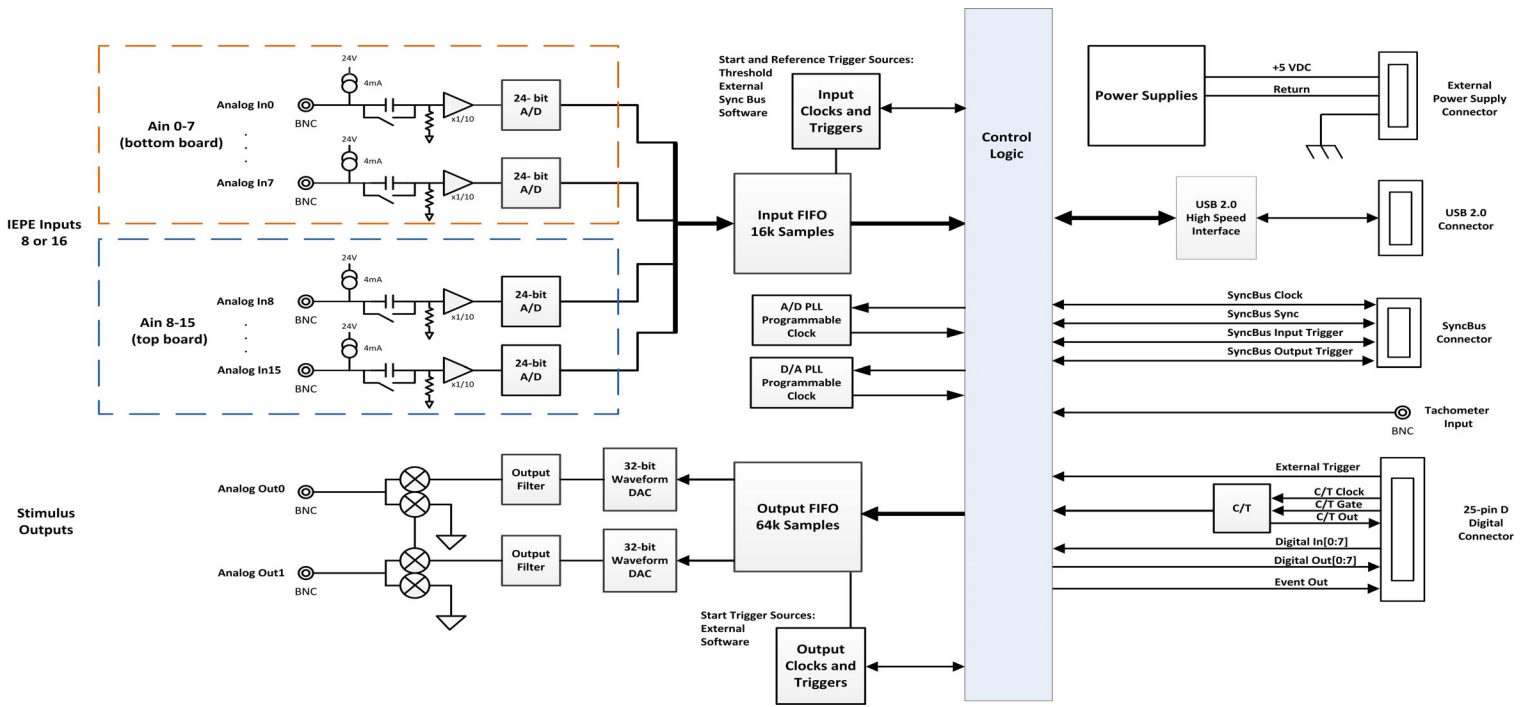 IEPE Inputs
8 or 16
Ain 0-7
(bottom board)
Analog In0
BNC
24V
4mA
x1/10
24- bit
A/D
Analog In7
BNC
24V
4mA
x1/10
24- bit
A/D
Ain 8-15
(top board)
Analog In8
BNC
24V
4mA
x1/10
24-bit
A/D
Analog In15
BNC
24V
4mA
x1/10
24-bit
A/D
Start and Reference Trigger Sources:
Threshold
External
Sync Bus
Software
Input
Clocks and
Triggers
Input FIFO
16k Samples
A/D PLL
Programmable
Clock
D/A PLL
Programmable
Clock
Stimulus
Outputs
Analog Out0
BNC
Analog Out1
BNC
Output
Filter
32-bit
Waveform
DAC
Output
Filter
32-bit
Waveform
DAC
Output FIFO
64k Samples
Start Trigger Sources:
External
Software
Output
Clocks and
Triggers
Control
Logic
Power Supplies
+5 VDC
Return
External
Power Supply
Connector
USB 2.0
High Speed
Interface
USB 2.0
Connector
SyncBus Clock
SyncBus Sync
SyncBus Input Trigger
SyncBus Output Trigger
SyncBus
Connector
BNC
Tachometer
Input
External Trigger
C/T
C/T Clock
C/T Gate
C/T Out
Digital In[0:7]
Digital Out[0:7]
Event Out
25-pin D
Digital
Connector